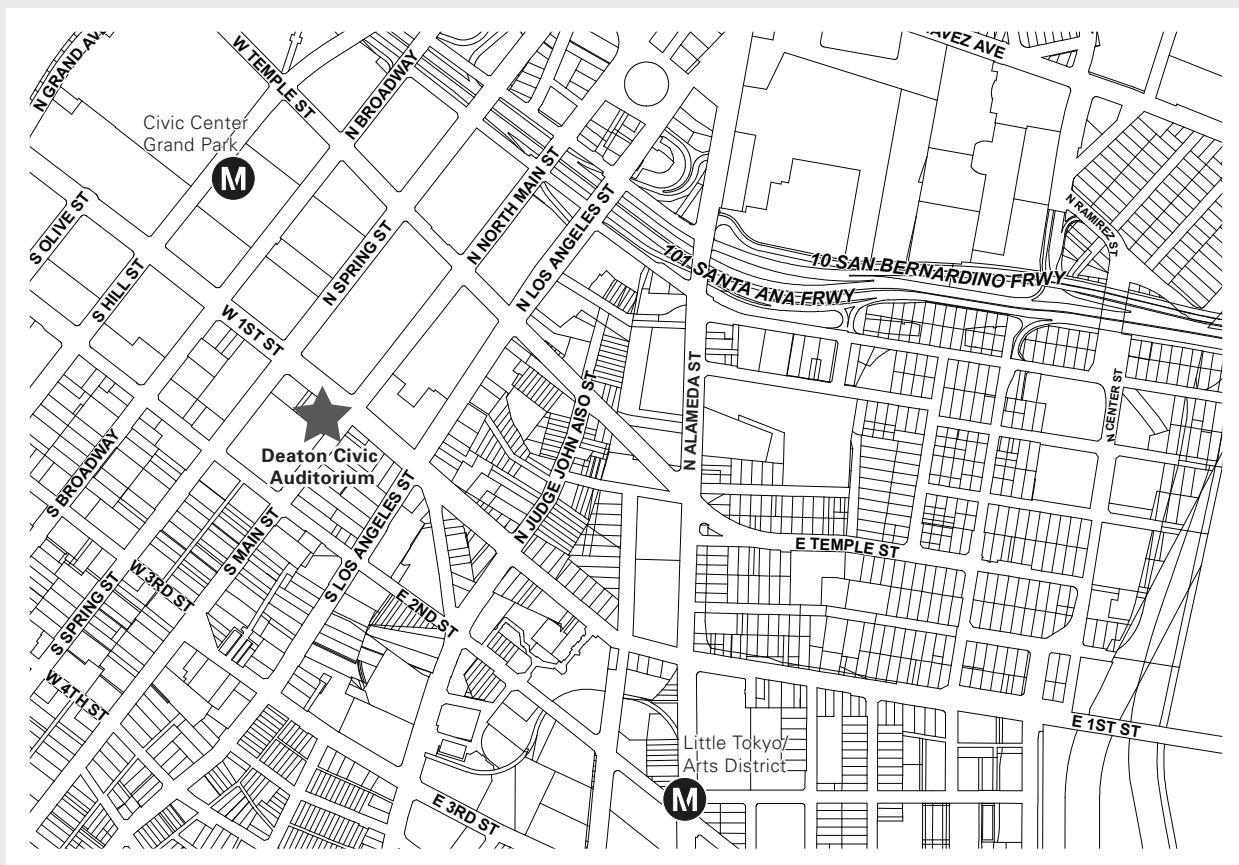 N GRAND AV
W TEMPLE ST
N BROADWAY
AVEZ AVE
Civic Center
Grand Park
M
S OLIVE ST
S HILL ST
N SPRING ST
N NORTH MAIN ST
N LOS ANGELES ST
N RAMIREZ ST
101 SANTA ANA FRWY
10 SAN BERNARDINO FRWY
W 1ST ST
N JUDGE JOHN AISO ST
N ALAMEDA ST
N CENTER ST
Deaton Civic
Auditorium
S BROADWAY
S MAIN ST
S LOS ANGELES ST
E TEMPLE ST
W 3RD ST
E 2ND ST
S SPRING ST
W 4TH ST
E 1ST ST
Little Tokyo/
Arts District
M
E 3RD ST